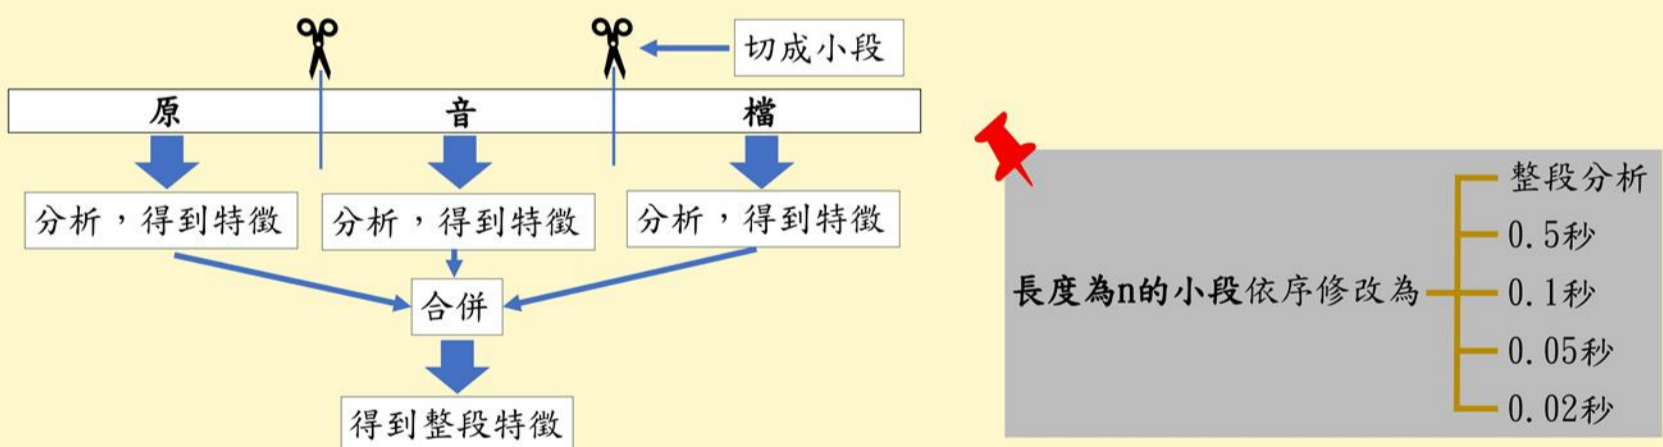 切成小段
原 音 檔
分析，得到特徵
分析，得到特徵
分析，得到特徵
合併
得到整段特徵
長度為n的小段依序修改為
整段分析
0.5秒
0.1秒
0.05秒
0.02秒